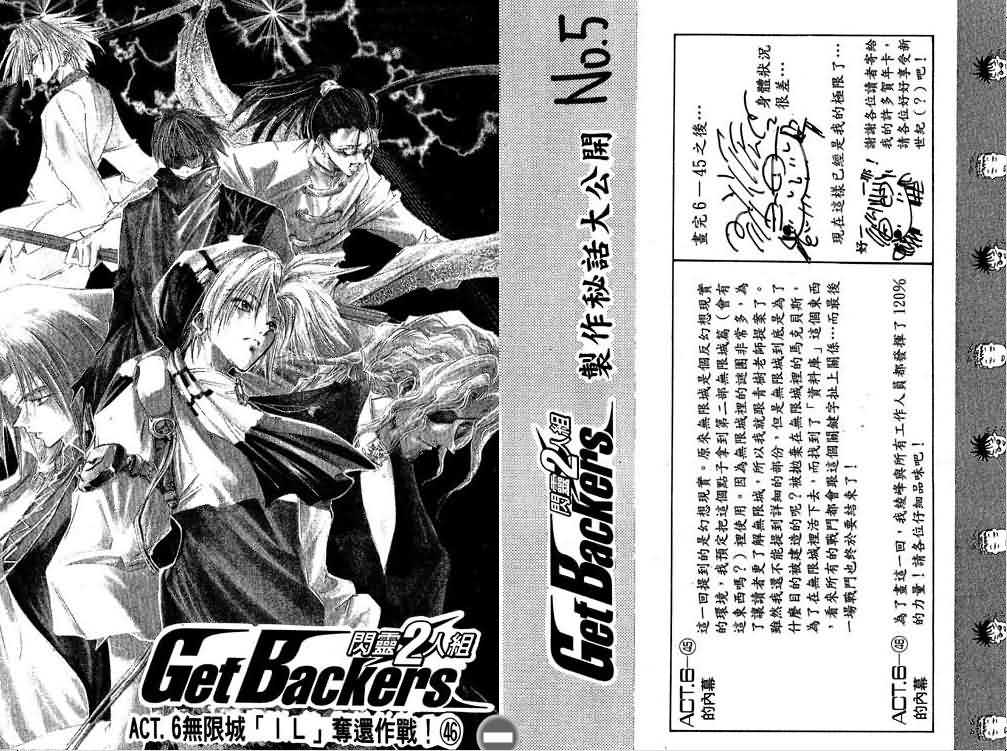 閃靈2人組
Get Backers
ACT. 6無限城「IL」奪還作戰！㊻
閃靈2人組
Get Backers
製作秘話大公開 No.5
ACT.6—㊺
的內幕
這一回提到的是幻想現實。原來無限城是個反幻想現實
的環境，我預定把這個點子拿到第二部無限城篇（會有
這東西嗎？）裡使用。因為無限城裡的謎團非常多，為
了讓讀者更了解無限城，所以我就跟青樹老師提案了。
雖然我還不能提到詳細的部份，但是無限城到底是為了
什麼目的被建造的呢？被拋棄在無限城裡的馬克貝斯，
為了在無限城裡活下去，而找到了「資料庫」這個東西
，看來所有的戰鬥都會跟這個關鍵字扯上關係…而最後
一場戰鬥也終於要結束了！
畫完6－45之後…
身體狀況
很差…
現在這樣已經是我的極限了…
ACT.6—㊻
的內幕
為了畫這一回，我綾峰與所有工作人員都發揮了120%
的力量！請各位仔細品味吧！
好一
一那！
謝謝各位讀者寄給
我的許多賀年卡，
請各位好好享受新
世紀（？）吧！